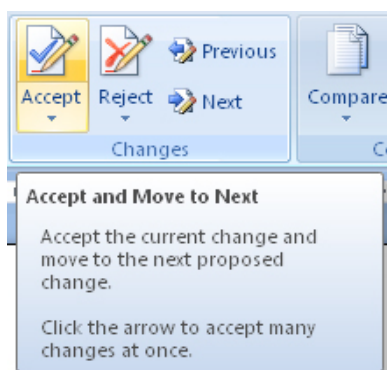 Previous
Accept Reject Next Compare
Changes
Accept and Move to Next
Accept the current change and
move to the next proposed
change.
Click the arrow to accept many
changes at once.